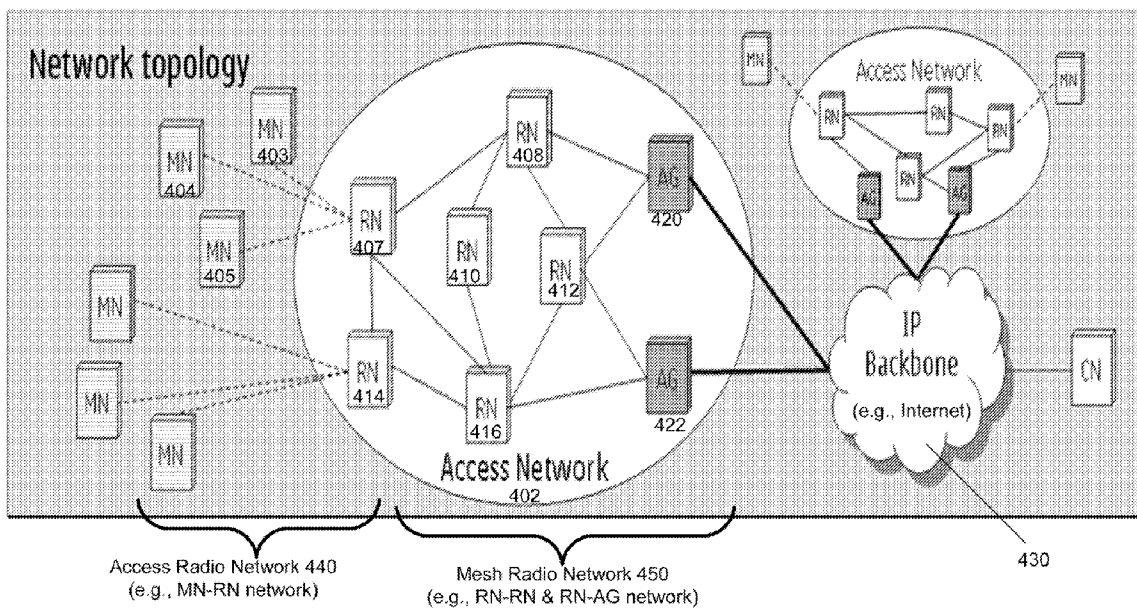 Network topology
MN
403
MN
404
MN
405
MN
MN
MN
RN
407
RN
408
RN
410
RN
412
RN
414
RN
416
AG
420
AG
422
Access Network
402
MN
Access Network
MN
RN
RN
RN
RN
AG
AG
IP
Backbone
(e.g., Internet)
CN
430
Access Radio Network 440
(e.g., MN-RN network)
Mesh Radio Network 450
(e.g., RN-RN & RN-AG network)